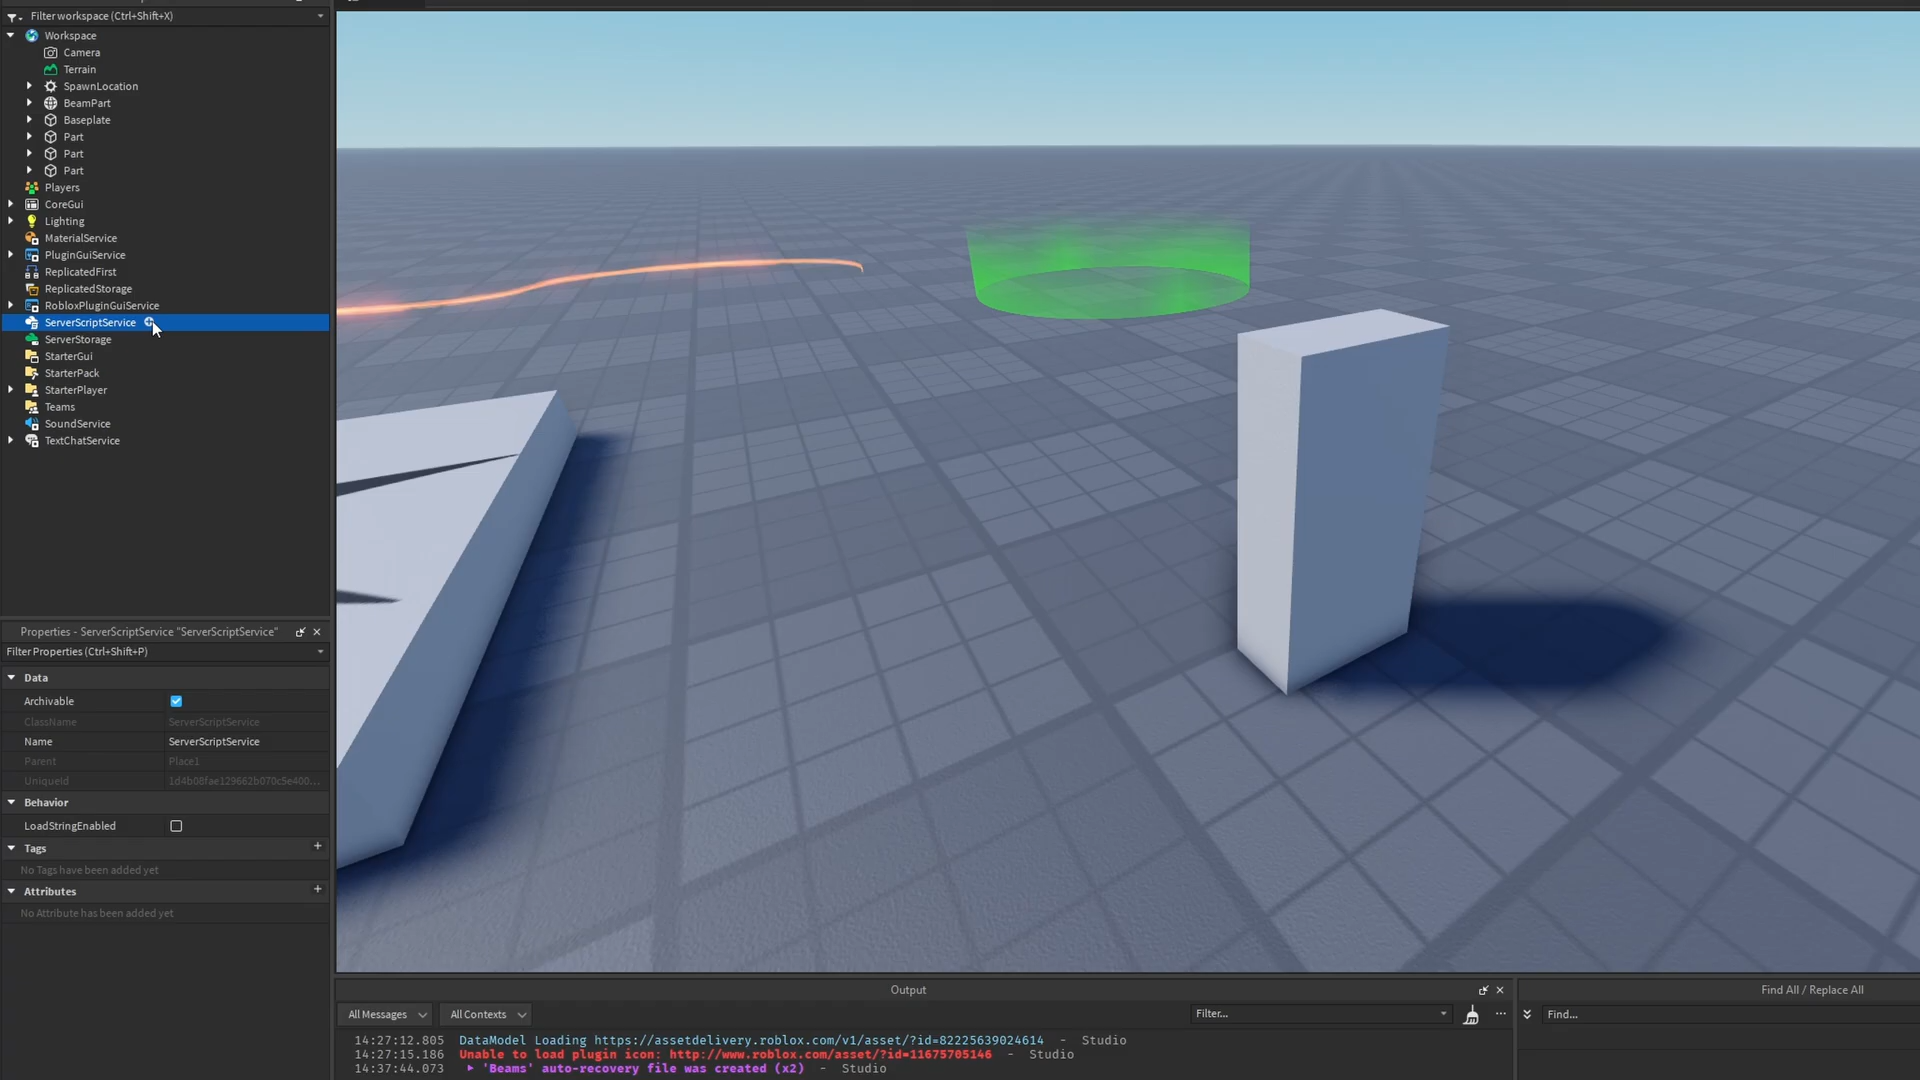 Filter workspace (Ctrl+Shift+X)
Workspace
Camera
Terrain
SpawnLocation
BeamPart
Baseplate
Part
Part
Part
Players
CoreGui
Lighting
MaterialService
PluginGuiService
ReplicatedFirst
ReplicatedStorage
RobloxPluginGuiService
ServerScriptService
ServerStorage
StarterGui
StarterPack
StarterPlayer
Teams
SoundService
TextChatService
Properties - ServerScriptService "ServerScriptService"
Filter Properties (Ctrl+Shift+P)
Data
Archivable
ClassName ServerScriptService
Name ServerScriptService
Parent Place1
UniqueId 1d4b08fae129662b070c5e400...
Behavior
LoadStringEnabled
Tags
No Tags have been added yet
Attributes
No Attribute has been added yet
Output
All Messages All Contexts Filter...
14:27:12.805 DataModel Loading https://assetdelivery.roblox.com/v1/asset/?id=82225639024614 - Studio
14:27:15.186 Unable to load plugin icon: http://www.roblox.com/asset/?id=11675705146 - Studio
14:37:44.073 'Beams' auto-recovery file was created (x2) - Studio
Find All / Replace All
Find...